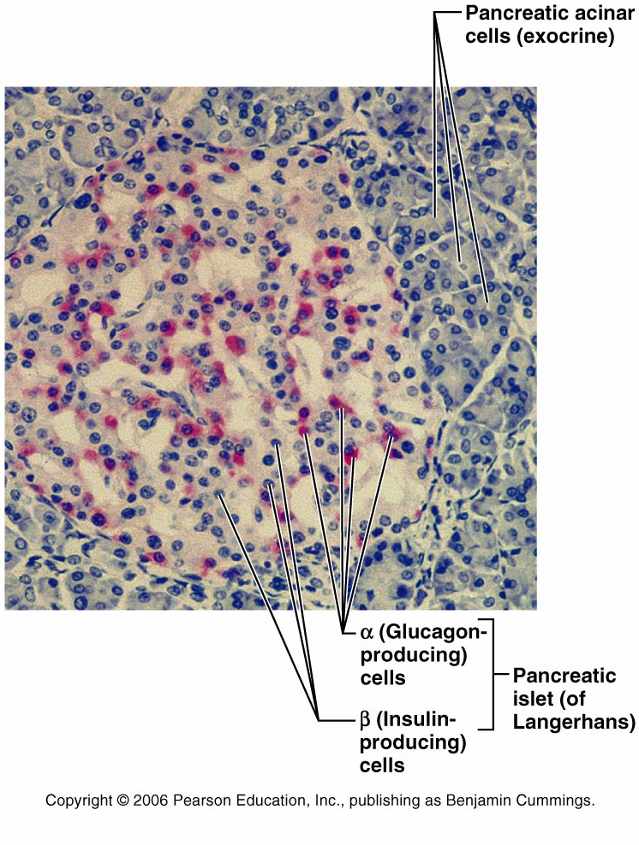 Pancreatic acinar
cells (exocrine)
α (Glucagon-
producing)
cells
Pancreatic
islet (of
Langerhans)
β (Insulin-
producing)
cells
Copyright © 2006 Pearson Education, Inc., publishing as Benjamin Cummings.